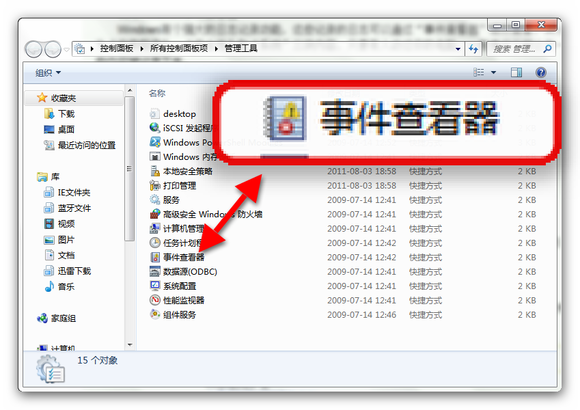 控制面板 ▸ 所有控制面板项 ▸ 管理工具
搜索 管理...
组织
名称
收藏夹
下载
桌面
最近访问的位置
库
IE文件夹
蓝牙文件
视频
图片
文档
迅雷下载
音乐
家庭组
计算机
事件查看器
desktop
iSCSI 发起程
Windows Po
Windows 内存
本地安全策略 2011-08-03 18:58 快捷方式 2 KB
打印管理 2011-08-03 18:58 快捷方式 2 KB
服务 2009-07-14 12:41 快捷方式 2 KB
高级安全 Windows 防火墙 2009-07-14 12:41 快捷方式 2 KB
计算机管理 2009-07-14 12:41 快捷方式 2 KB
任务计划程 2009-07-14 12:42 快捷方式 2 KB
事件查看器 2009-07-14 12:42 快捷方式 2 KB
数据源(ODBC) 2009-07-14 12:41 快捷方式 2 KB
系统配置 2009-07-14 12:41 快捷方式 2 KB
性能监视器 2009-07-14 12:41 快捷方式 2 KB
组件服务 2009-07-14 12:46 快捷方式 2 KB
15 个对象